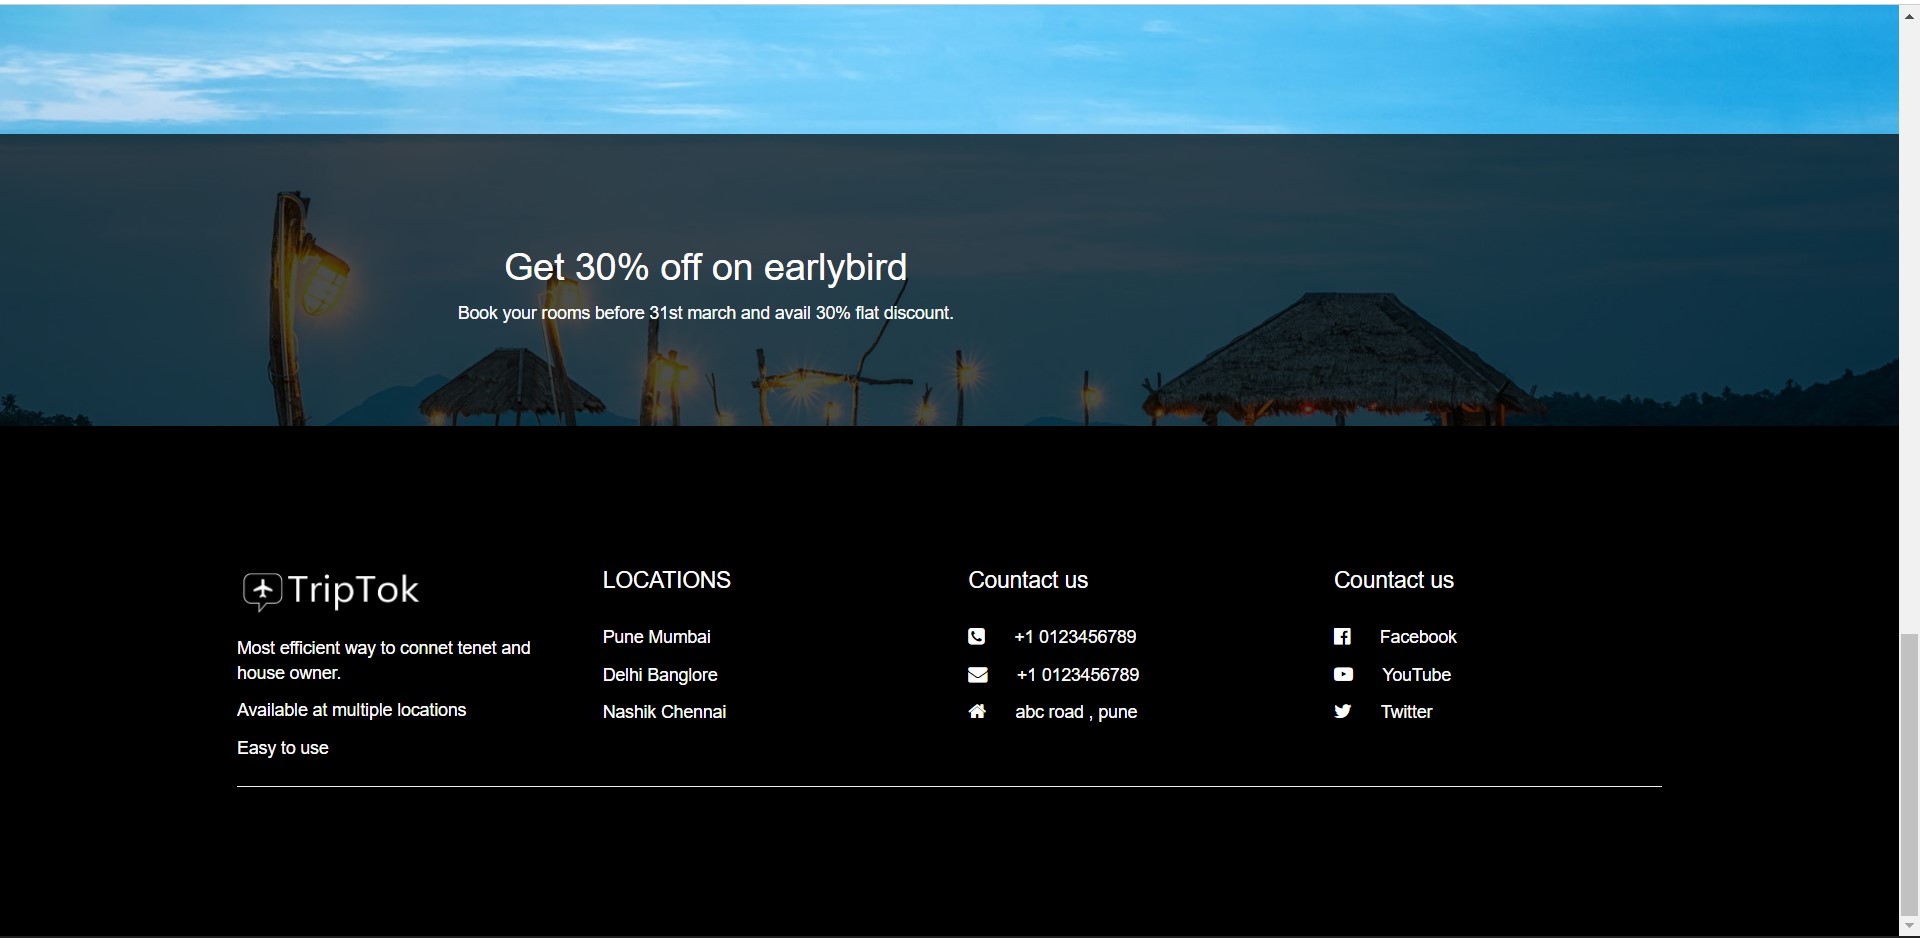 Get 30% off on earlybird
Book your rooms before 31st march and avail 30% flat discount.
TripTok
Most efficient way to connet tenet and
house owner.
Available at multiple locations
Easy to use
LOCATIONS
Pune Mumbai
Delhi Banglore
Nashik Chennai
Countact us
+1 0123456789
+1 0123456789
abc road , pune
Countact us
Facebook
YouTube
Twitter